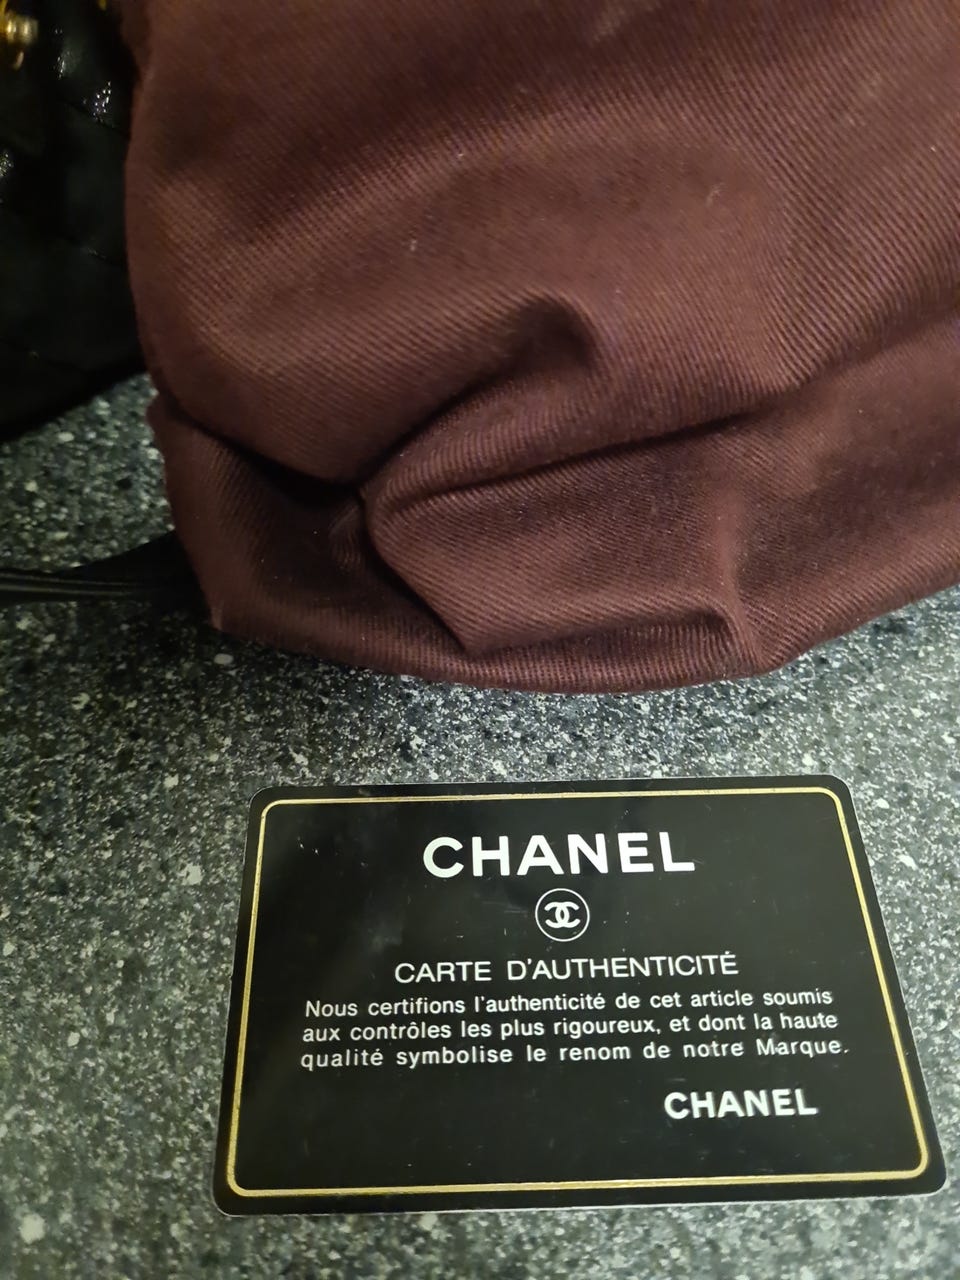 CHANEL
CARTE D'AUTHENTICITÉ
Nous certifions l'authenticité de cet article soumis
aux contrôles les plus rigoureux, et dont la haute
qualité symbolise le renom de notre Marque.
CHANEL